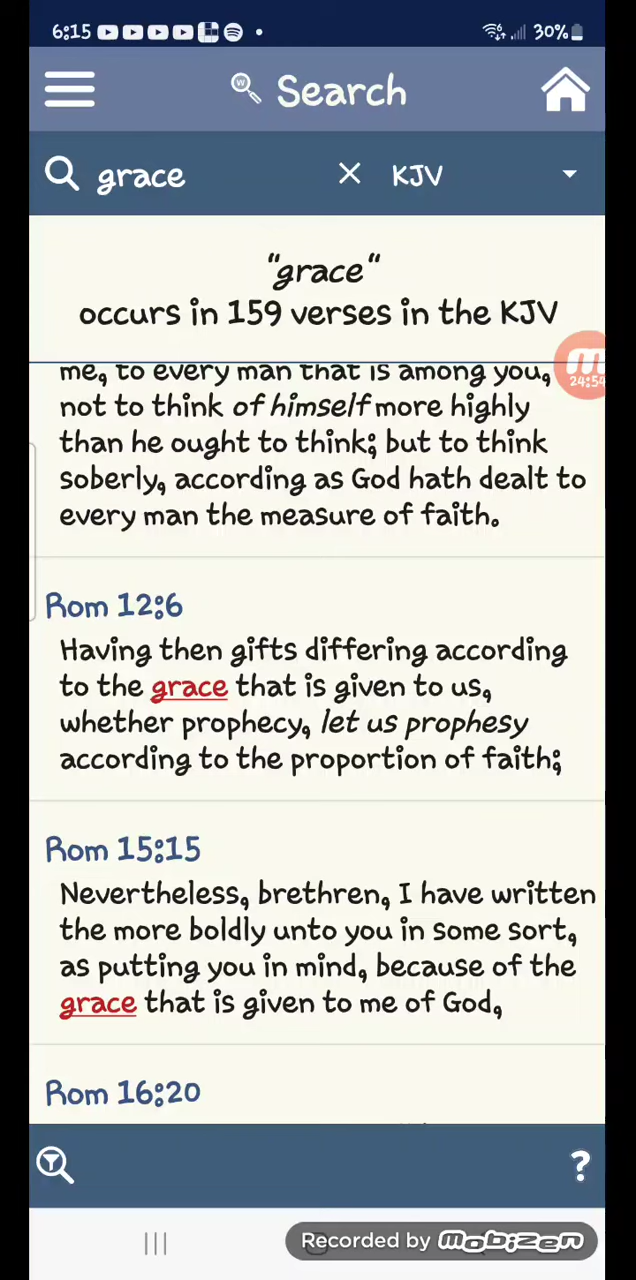 6:15 30%
Search
grace KJV
"grace"
occurs in 159 verses in the KJV
me, to every man that is among you,
24:54
not to think of himself more highly
than he ought to think; but to think
soberly, according as God hath dealt to
every man the measure of faith.
Rom 12:6
Having then gifts differing according
to the grace that is given to us,
whether prophecy, let us prophesy
according to the proportion of faith;
Rom 15:15
Nevertheless, brethren, I have written
the more boldly unto you in some sort,
as putting you in mind, because of the
grace that is given to me of God,
Rom 16:20
?
Recorded by mobizen